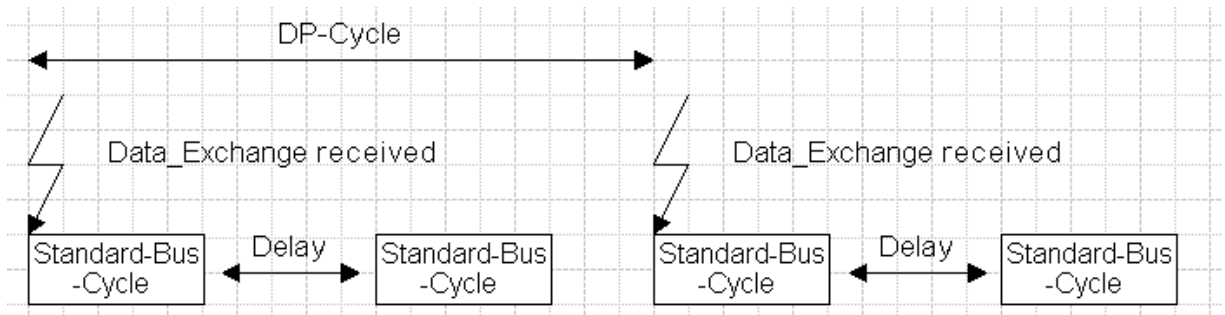 DP-Cycle
Data_Exchange received
Data_Exchange received
Standard-Bus
-Cycle
Delay
Standard-Bus
-Cycle
Standard-Bus
-Cycle
Delay
Standard-Bus
-Cycle